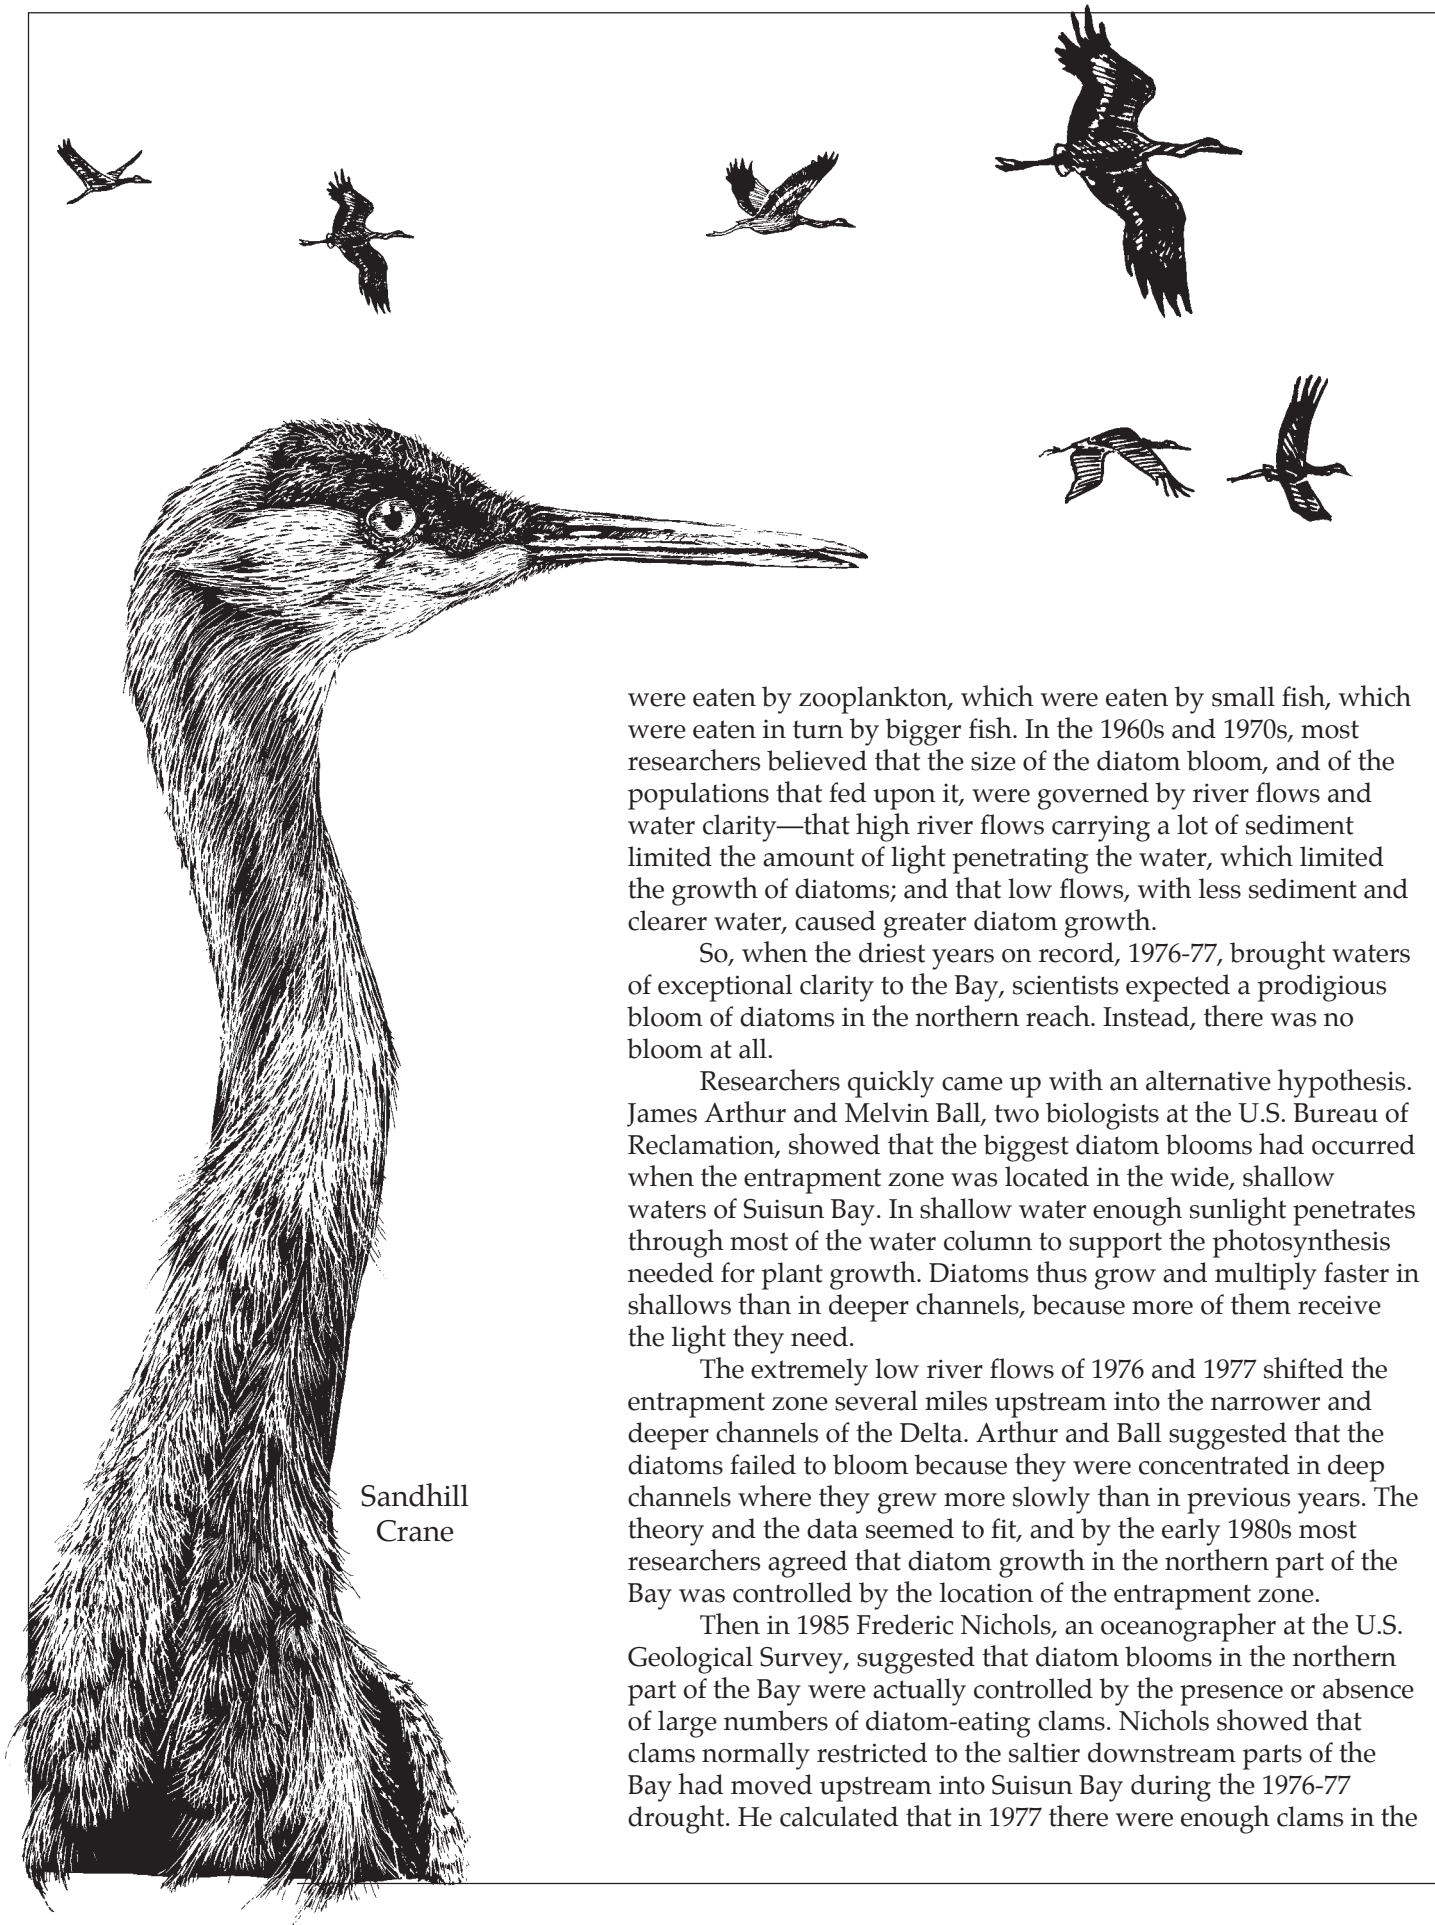 were eaten by zooplankton, which were eaten by small fish, which
were eaten in turn by bigger fish. In the 1960s and 1970s, most
researchers believed that the size of the diatom bloom, and of the
populations that fed upon it, were governed by river flows and
water clarity—that high river flows carrying a lot of sediment
limited the amount of light penetrating the water, which limited
the growth of diatoms; and that low flows, with less sediment and
clearer water, caused greater diatom growth.
So, when the driest years on record, 1976-77, brought waters
of exceptional clarity to the Bay, scientists expected a prodigious
bloom of diatoms in the northern reach. Instead, there was no
bloom at all.
Researchers quickly came up with an alternative hypothesis.
James Arthur and Melvin Ball, two biologists at the U.S. Bureau of
Reclamation, showed that the biggest diatom blooms had occurred
when the entrapment zone was located in the wide, shallow
waters of Suisun Bay. In shallow water enough sunlight penetrates
through most of the water column to support the photosynthesis
needed for plant growth. Diatoms thus grow and multiply faster in
shallows than in deeper channels, because more of them receive
the light they need.
The extremely low river flows of 1976 and 1977 shifted the
entrapment zone several miles upstream into the narrower and
deeper channels of the Delta. Arthur and Ball suggested that the
diatoms failed to bloom because they were concentrated in deep
channels where they grew more slowly than in previous years. The
theory and the data seemed to fit, and by the early 1980s most
researchers agreed that diatom growth in the northern part of the
Bay was controlled by the location of the entrapment zone.
Then in 1985 Frederic Nichols, an oceanographer at the U.S.
Geological Survey, suggested that diatom blooms in the northern
part of the Bay were actually controlled by the presence or absence
of large numbers of diatom-eating clams. Nichols showed that
clams normally restricted to the saltier downstream parts of the
Bay had moved upstream into Suisun Bay during the 1976-77
drought. He calculated that in 1977 there were enough clams in the
Sandhill
Crane